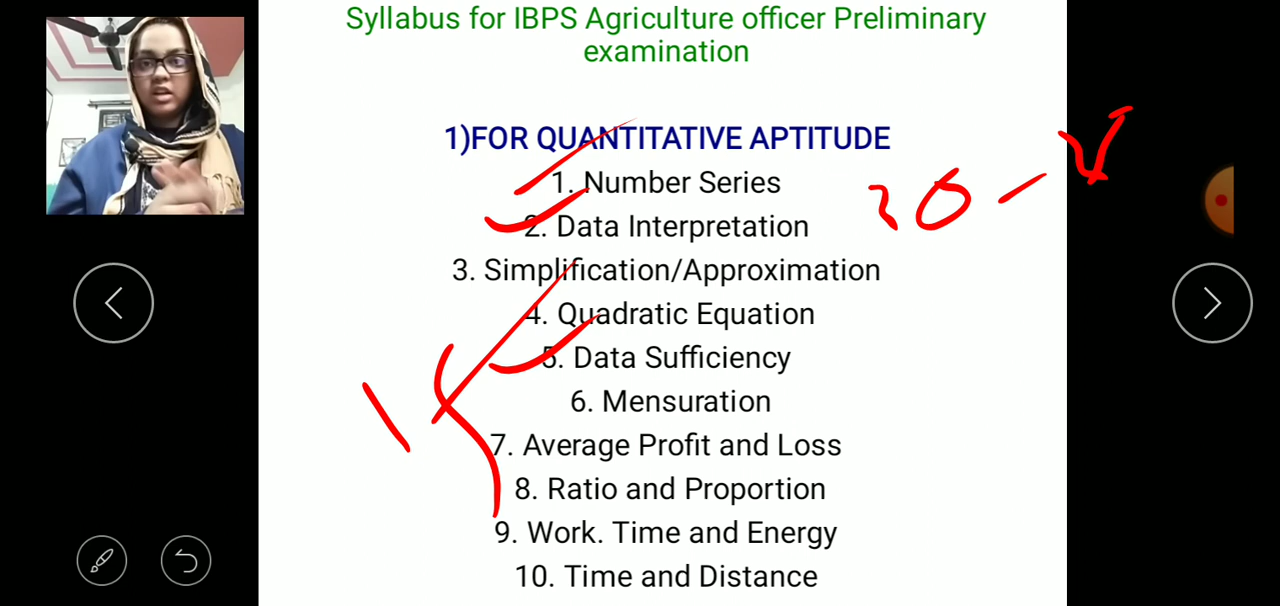 Syllabus for IBPS Agriculture officer Preliminary
examination
1)FOR QUANTITATIVE APTITUDE
1. Number Series
2. Data Interpretation
3. Simplification/Approximation
4. Quadratic Equation
5. Data Sufficiency
6. Mensuration
7. Average Profit and Loss
8. Ratio and Proportion
9. Work. Time and Energy
10. Time and Distance